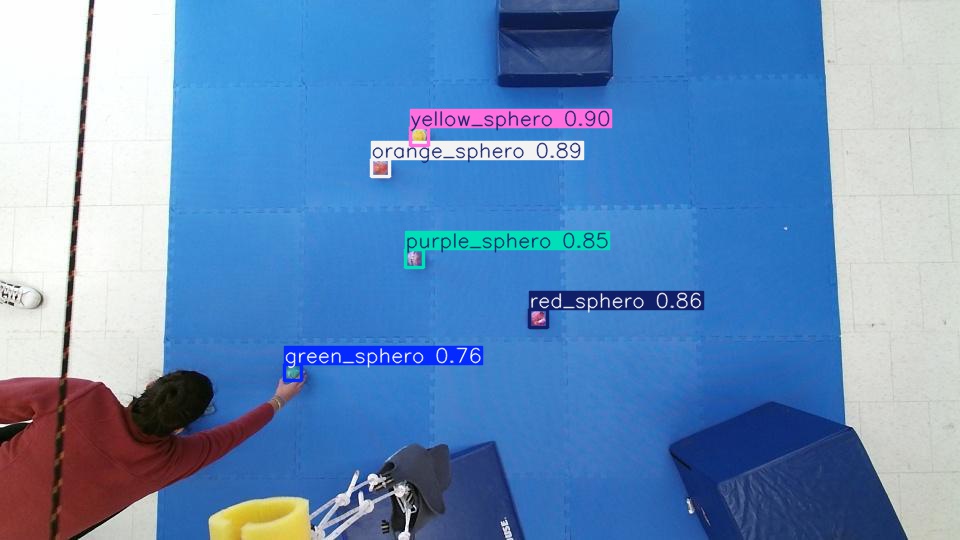 yellow_sphero 0.90
orange_sphero 0.89
purple_sphero 0.85
red_sphero 0.86
green_sphero 0.76